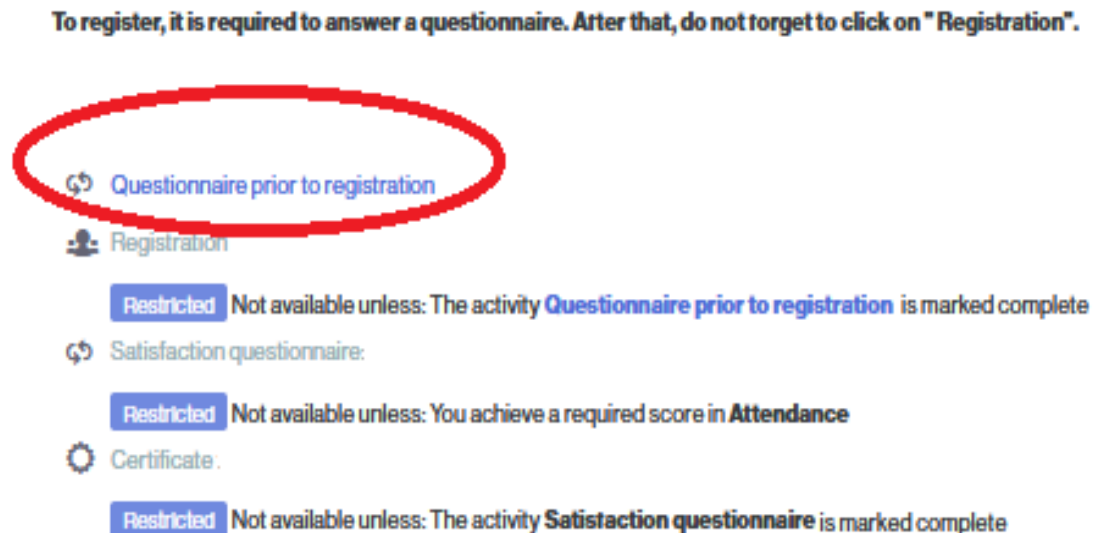 To register, it is required to answer a questionnaire. After that, do not forget to click on " Registration".
Questionnaire prior to registration
Registration
Restricted Not available unless: The activity Questionnaire prior to registration is marked complete
Satisfaction questionnaire:
Restricted Not available unless: You achieve a required score in Attendance
Certificate:
Restricted Not available unless: The activity Satisfaction questionnaire is marked complete